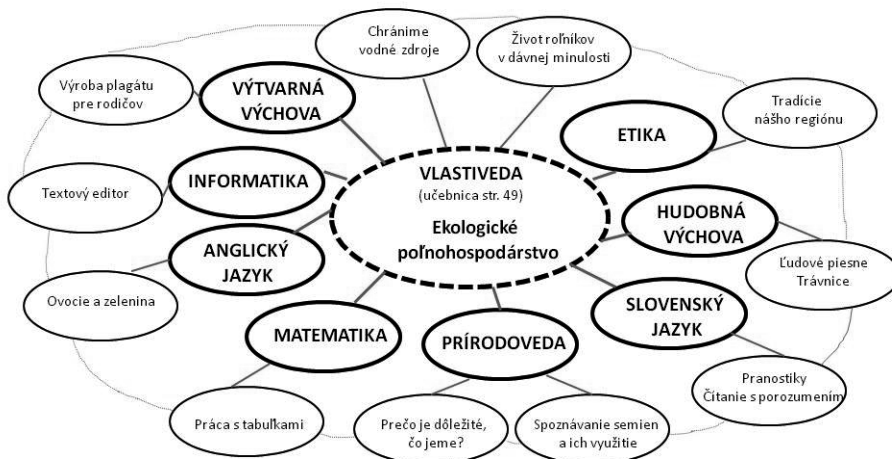 Chránime
vodné zdroje
Život roľníkov
v dávnej minulosti
Výroba plagátu
pre rodičov
VÝTVARNÁ
VÝCHOVA
ETIKA
Tradície
nášho regiónu
VLASTIVEDA
(učebnica str. 49)
Ekologické
poľnohospodárstvo
Textový editor
INFORMATIKA
HUDOBNÁ
VÝCHOVA
ANGLICKÝ
JAZYK
Ľudové piesne
Trávnice
Ovocie a zelenina
SLOVENSKÝ
JAZYK
MATEMATIKA
PRÍRODOVEDA
Pranostiky
Čítanie s porozumením
Práca s tabuľkami
Prečo je dôležité,
čo jeme?
Spoznávanie semien
a ich využitie